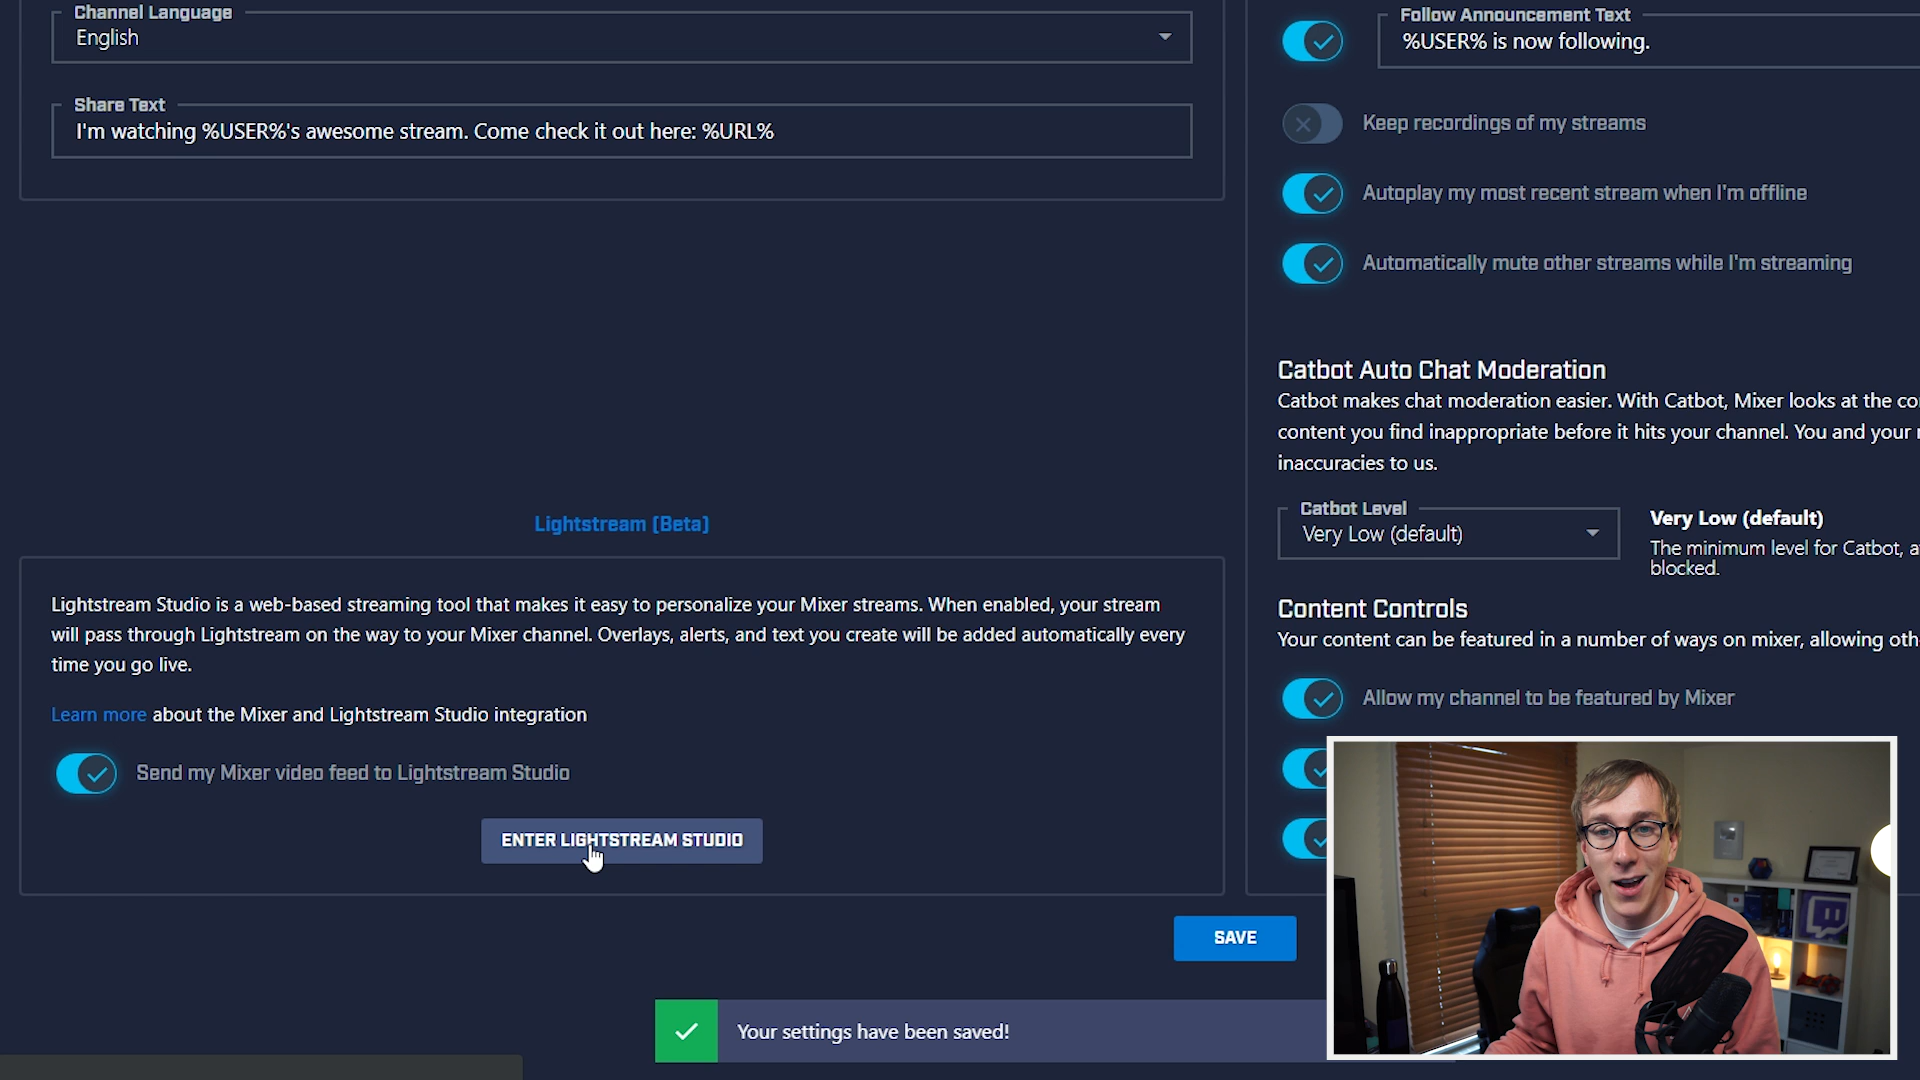 Channel Language
English
Share Text
I'm watching %USER%'s awesome stream. Come check it out here: %URL%
Lightstream (Beta)
Lightstream Studio is a web-based streaming tool that makes it easy to personalize your Mixer streams. When enabled, your stream
will pass through Lightstream on the way to your Mixer channel. Overlays, alerts, and text you create will be added automatically every
time you go live.
Learn more about the Mixer and Lightstream Studio integration
Send my Mixer video feed to Lightstream Studio
ENTER LIGHTSTREAM STUDIO
Follow Announcement Text
%USER% is now following.
Keep recordings of my streams
Autoplay my most recent stream when I'm offline
Automatically mute other streams while I'm streaming
Catbot Auto Chat Moderation
Catbot makes chat moderation easier. With Catbot, Mixer looks at the co
content you find inappropriate before it hits your channel. You and your
inaccuracies to us.
Catbot Level
Very Low (default)
Very Low (default)
The minimum level for Catbot, a
blocked.
Content Controls
Your content can be featured in a number of ways on mixer, allowing oth
Allow my channel to be featured by Mixer
SAVE
Your settings have been saved!